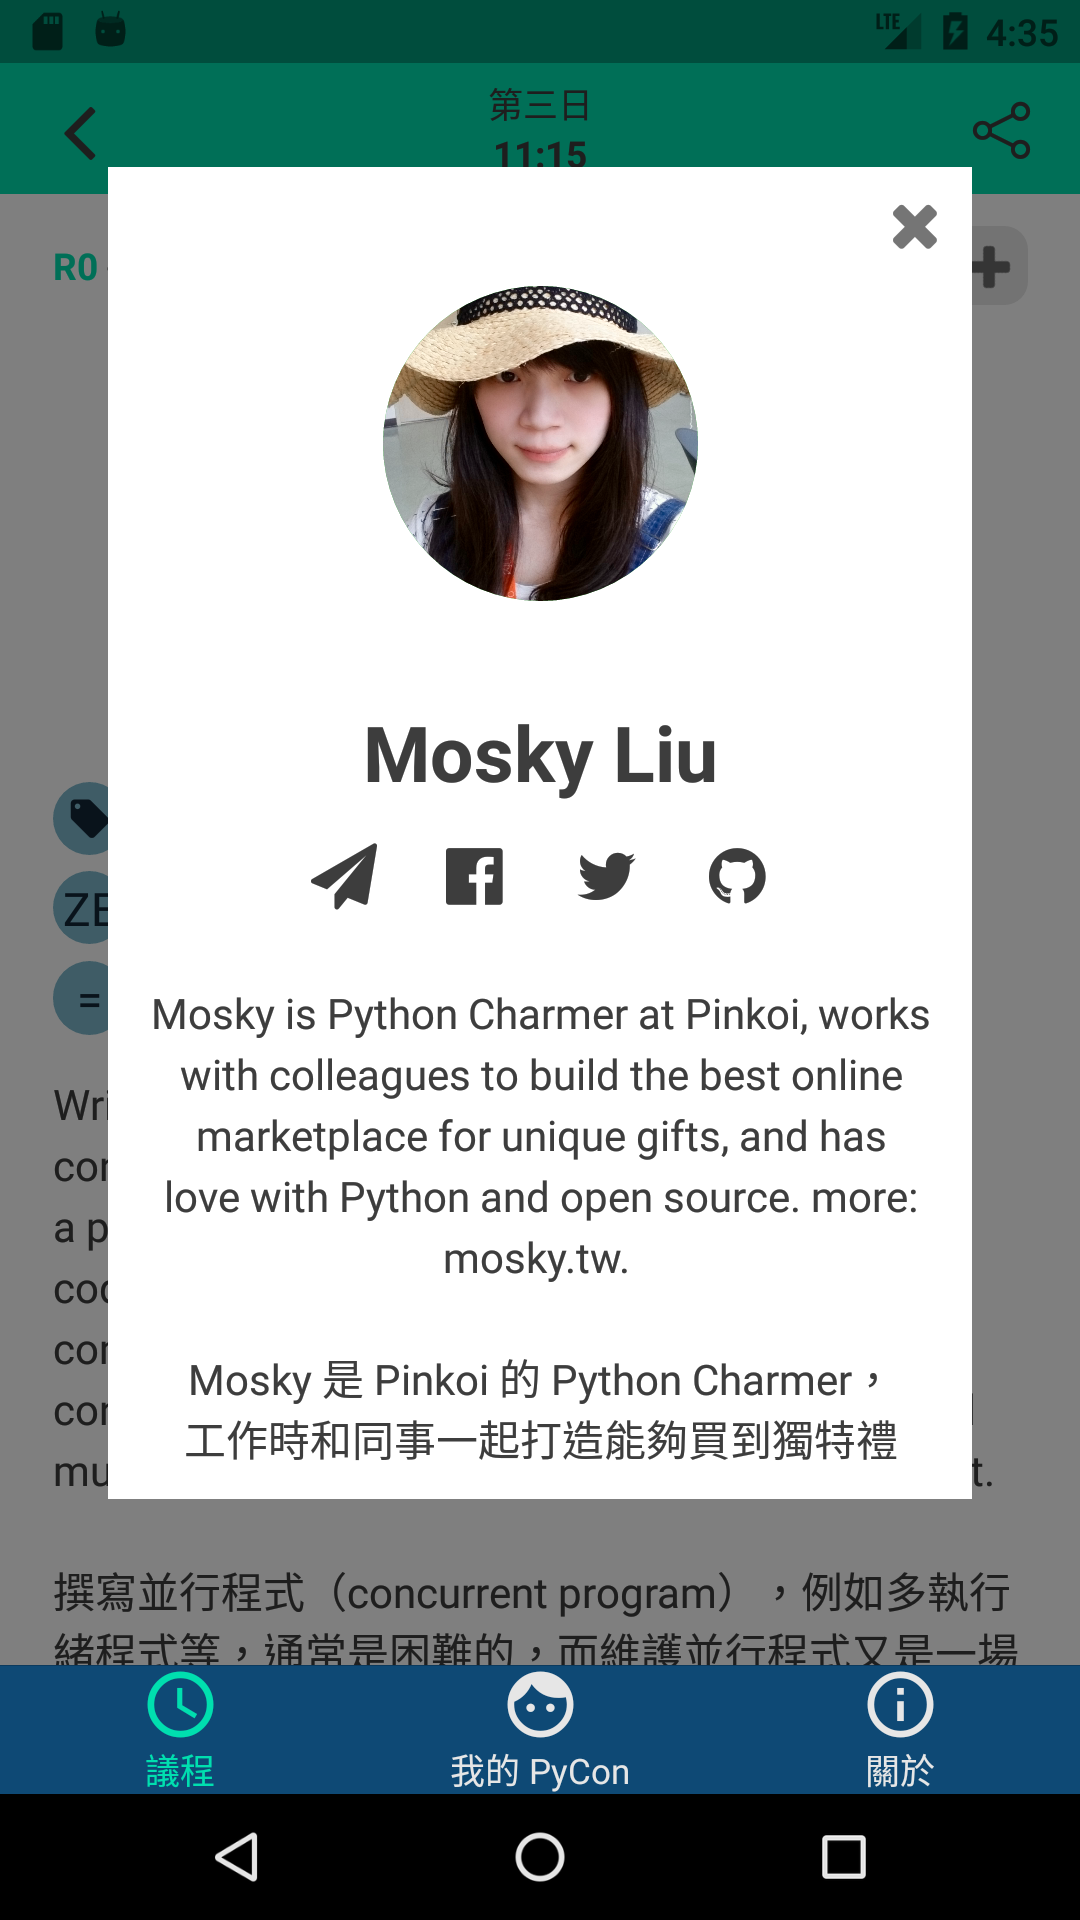 LTE 4:35
第三日
11:15
R0
Mosky Liu
ZE
=
Mosky is Python Charmer at Pinkoi, works
with colleagues to build the best online
marketplace for unique gifts, and has
love with Python and open source. more:
mosky.tw.
Mosky 是 Pinkoi 的 Python Charmer，
工作時和同事一起打造能夠買到獨特禮
Wri
con
a p
coc
con
con
mu t.
撰寫並行程式（concurrent program），例如多執行
緒程式等，通常是困難的，而維護並行程式又是一場
議程
我的 PyCon
關於